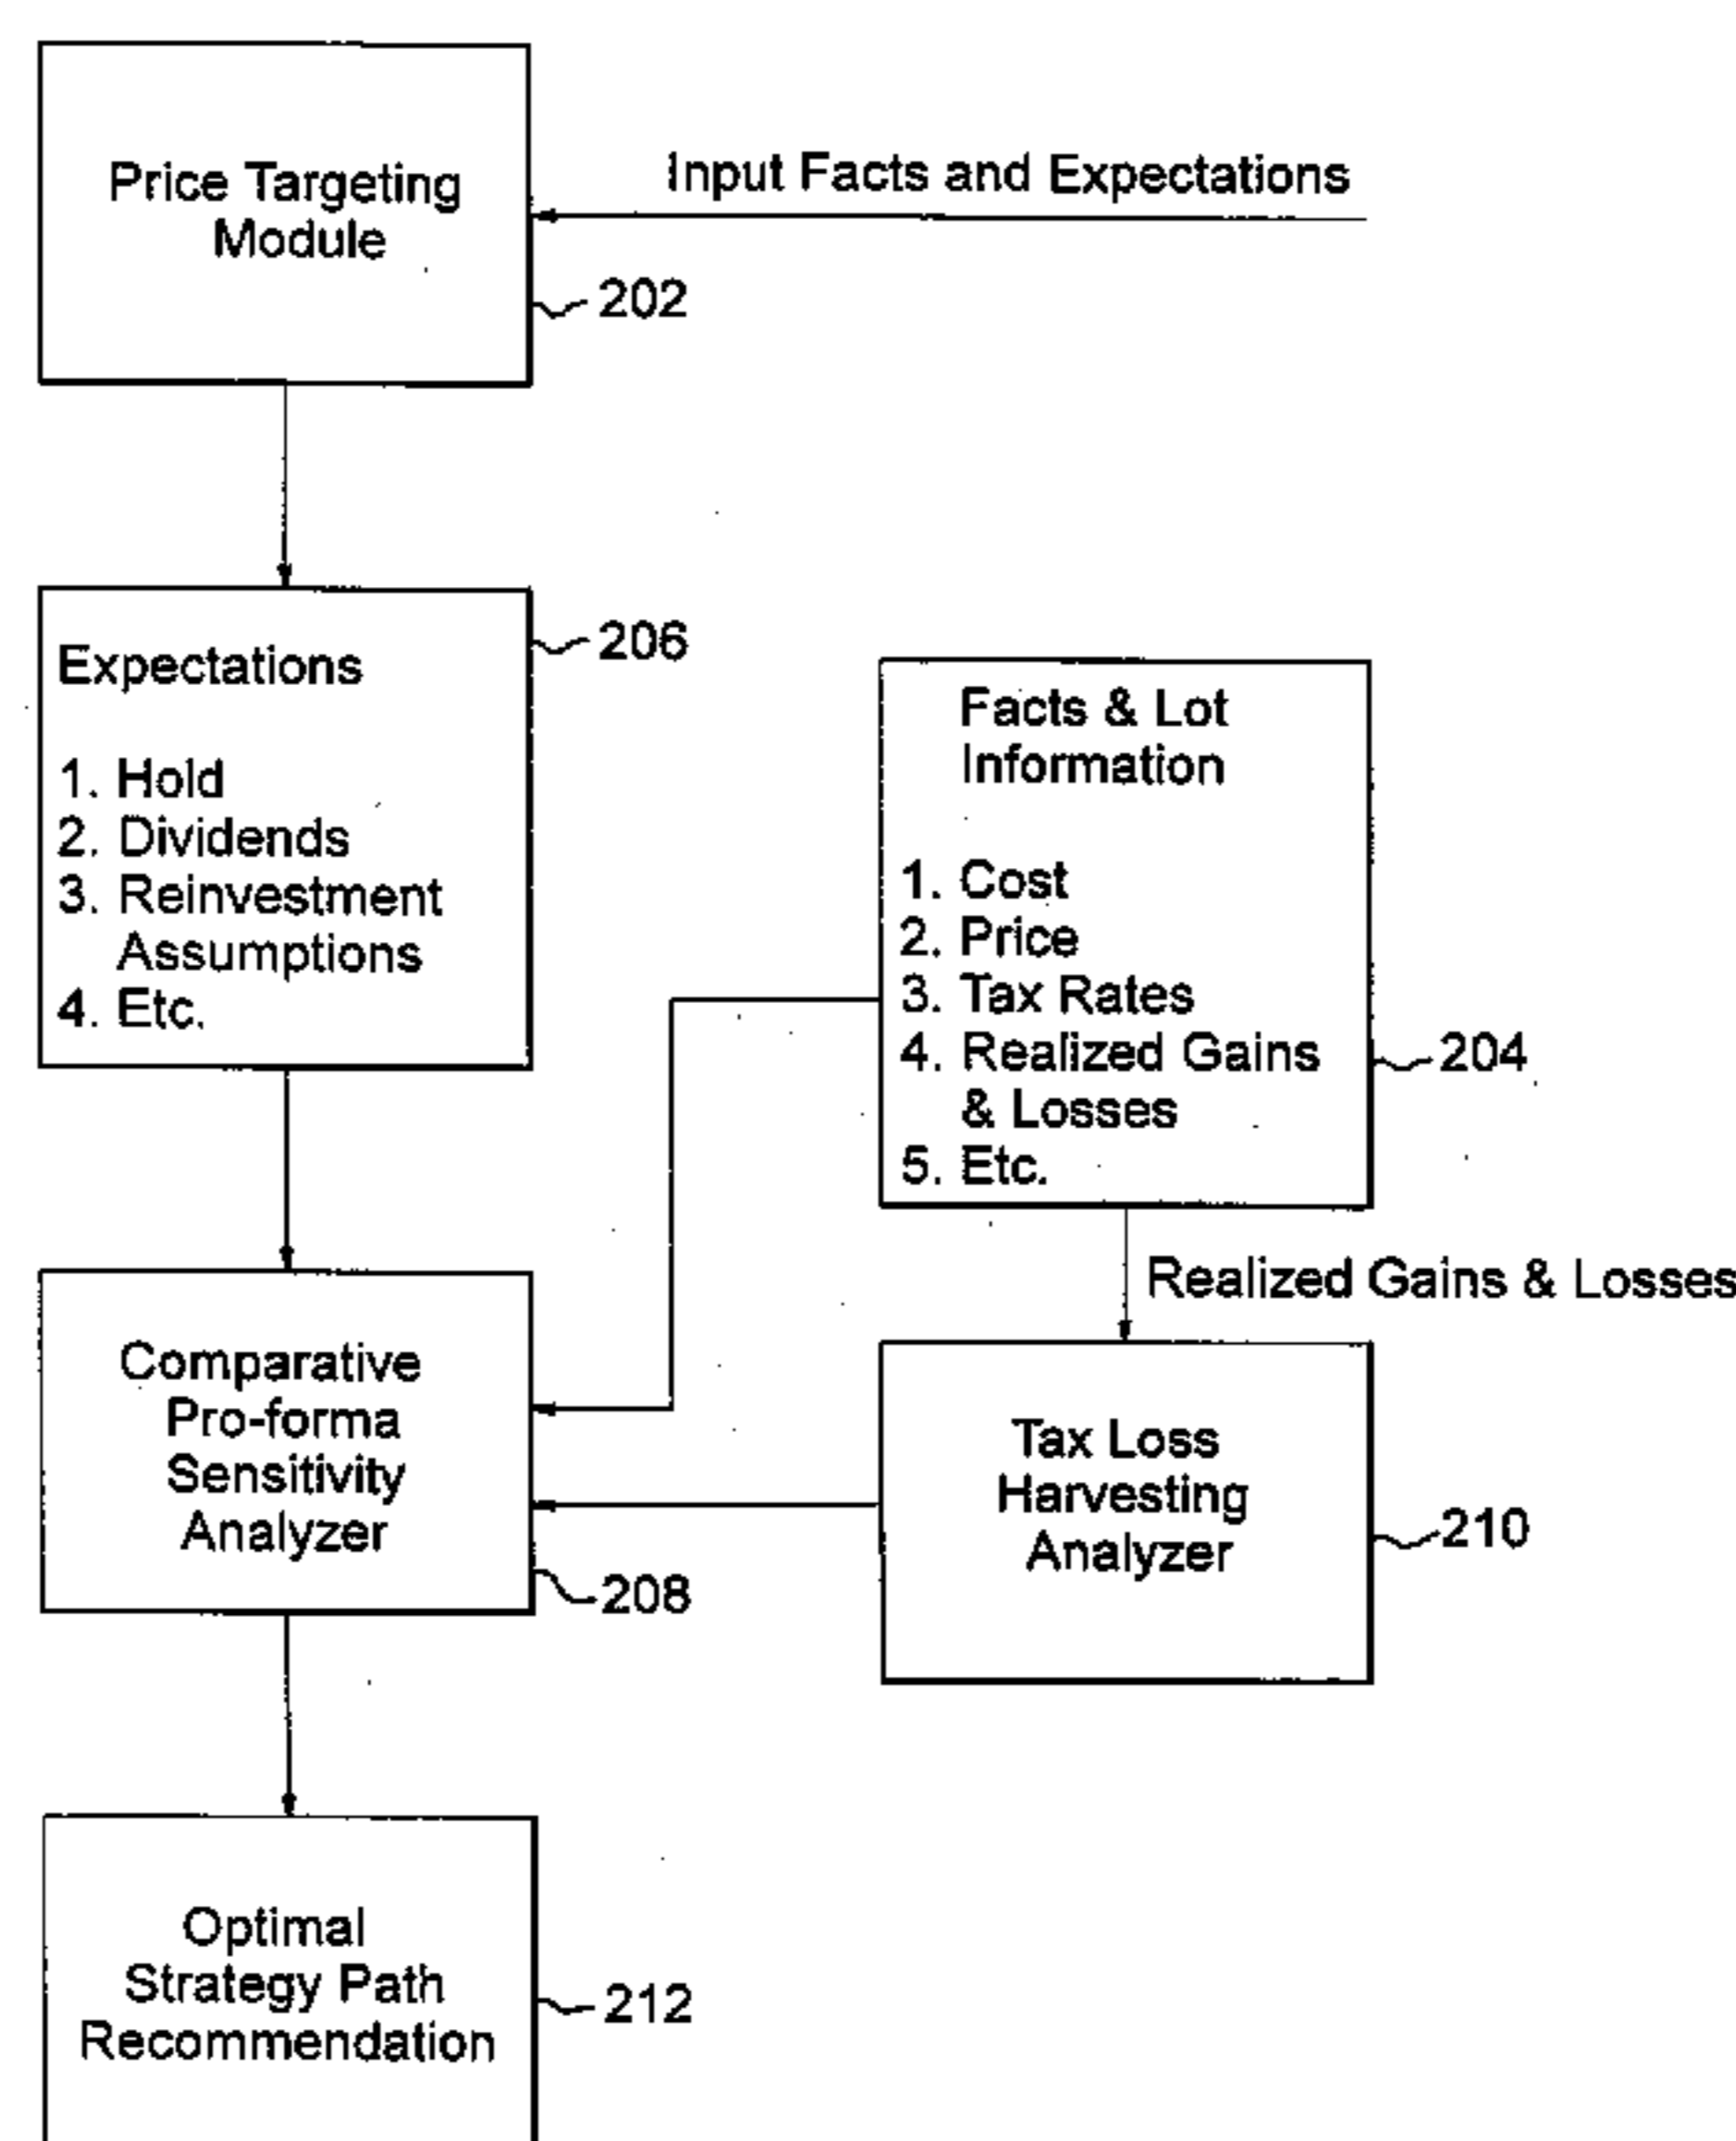 Price Targeting
Module
Input Facts and Expectations
202
Expectations
1. Hold
2. Dividends
3. Reinvestment
Assumptions
4. Etc.
206
Facts & Lot
Information
1. Cost
2. Price
3. Tax Rates
4. Realized Gains
& Losses
5. Etc.
204
Realized Gains & Losses
Comparative
Pro-forma
Sensitivity
Analyzer
208
Tax Loss
Harvesting
Analyzer
210
Optimal
Strategy Path
Recommendation
212